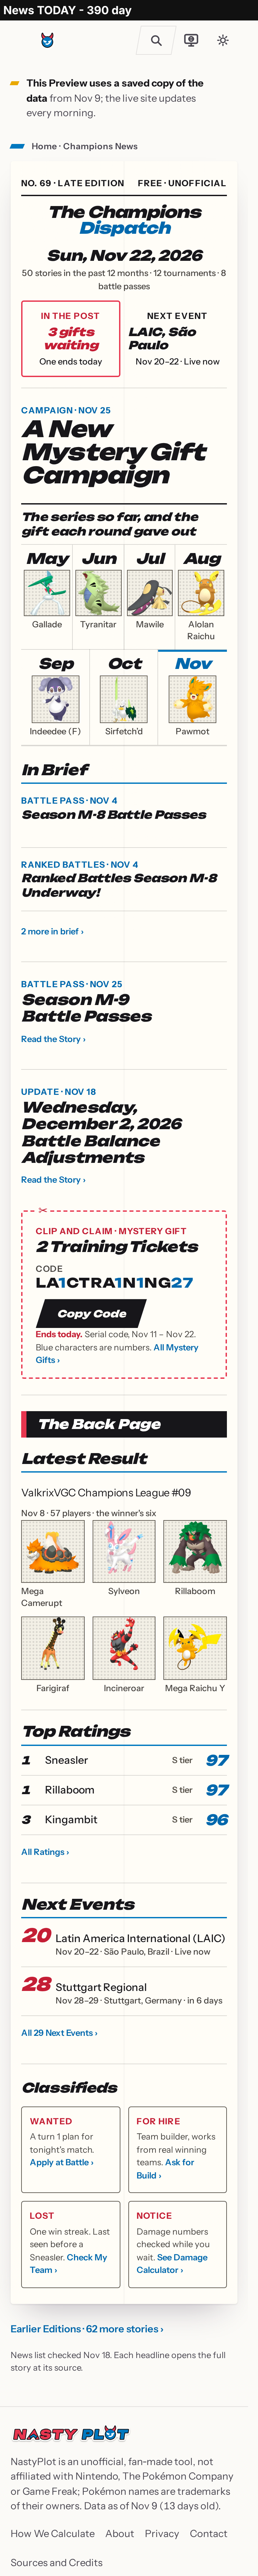 News TODAY - 390 day
This Preview uses a saved copy of the
data from Nov 9; the live site updates
every morning.
Home · Champions News
NO. 69 · LATE EDITION FREE · UNOFFICIAL
The Champions
Dispatch
Sun, Nov 22, 2026
50 stories in the past 12 months · 12 tournaments · 8
battle passes
IN THE POST
3 gifts
waiting
One ends today
NEXT EVENT
LAIC, São
Paulo
Nov 20–22 · Live now
CAMPAIGN · NOV 25
A New
Mystery Gift
Campaign
The series so far, and the
gift each round gave out
May Jun Jul Aug
Gallade Tyranitar Mawile Alolan
Raichu
Sep Oct Nov
Indeedee (F) Sirfetch'd Pawmot
In Brief
BATTLE PASS · NOV 4
Season M-8 Battle Passes
RANKED BATTLES · NOV 4
Ranked Battles Season M-8
Underway!
2 more in brief ›
BATTLE PASS · NOV 25
Season M-9
Battle Passes
Read the Story ›
UPDATE · NOV 18
Wednesday,
December 2, 2026
Battle Balance
Adjustments
Read the Story ›
CLIP AND CLAIM · MYSTERY GIFT
2 Training Tickets
CODE
LA1CTRA1N1NG27
Copy Code
Ends today. Serial code, Nov 11 – Nov 22.
Blue characters are numbers. All Mystery
Gifts ›
The Back Page
Latest Result
ValkrixVGC Champions League #09
Nov 8 · 57 players · the winner's six
Mega
Camerupt
Sylveon
Rillaboom
Farigiraf Incineroar Mega Raichu Y
Top Ratings
1 Sneasler S tier 97
1 Rillaboom S tier 97
3 Kingambit S tier 96
All Ratings ›
Next Events
20 Latin America International (LAIC)
Nov 20–22 · São Paulo, Brazil · Live now
28 Stuttgart Regional
Nov 28–29 · Stuttgart, Germany · in 6 days
All 29 Next Events ›
Classifieds
WANTED
A turn 1 plan for
tonight's match.
Apply at Battle ›
FOR HIRE
Team builder, works
from real winning
teams. Ask for
Build ›
LOST
One win streak. Last
seen before a
Sneasler. Check My
Team ›
NOTICE
Damage numbers
checked while you
wait. See Damage
Calculator ›
Earlier Editions · 62 more stories ›
News list checked Nov 18. Each headline opens the full
story at its source.
NASTY PLOT
NastyPlot is an unofficial, fan-made tool, not
affiliated with Nintendo, The Pokémon Company
or Game Freak; Pokémon names are trademarks
of their owners. Data as of Nov 9 (13 days old).
How We Calculate About Privacy Contact
Sources and Credits